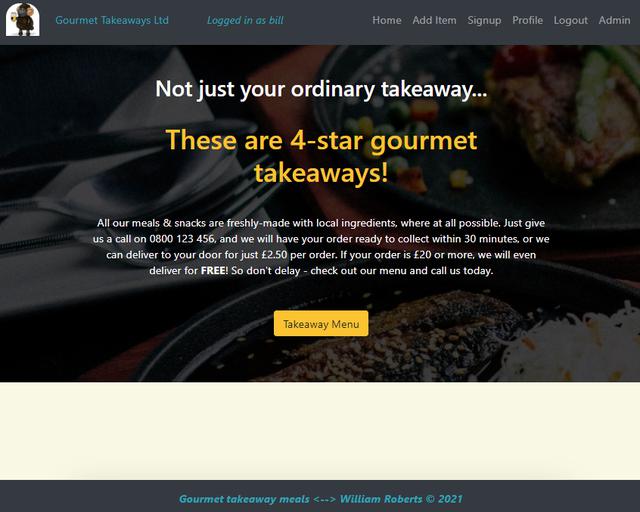 Gourmet Takeaways Ltd Logged in as bill Home Add Item Signup Profile Logout Admin
Not just your ordinary takeaway...
These are 4-star gourmet
takeaways!
All our meals & snacks are freshly-made with local ingredients, where at all possible. Just give
us a call on 0800 123 456, and we will have your order ready to collect within 30 minutes, or we
can deliver to your door for just £2.50 per order. If your order is £20 or more, we will even
deliver for FREE! So don't delay - check out our menu and call us today.
Takeaway Menu
Gourmet takeaway meals <--> William Roberts © 2021